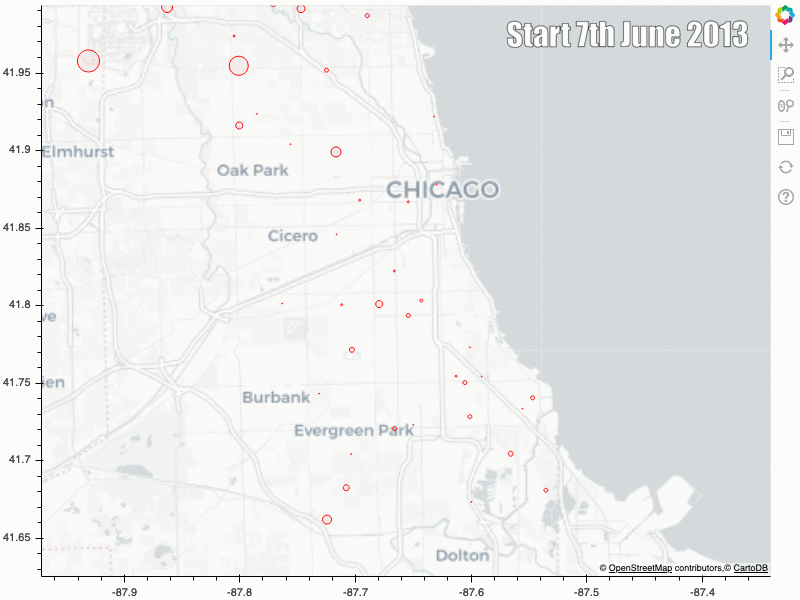 Start 7th June 2013
41.95
41.9
41.85
41.8
41.75
41.7
41.65
Elmhurst
Oak Park
CHICAGO
Cicero
Burbank
Evergreen Park
Dolton
© OpenStreetMap contributors,© CartoDB
-87.9
-87.8
-87.7
-87.6
-87.5
-87.4